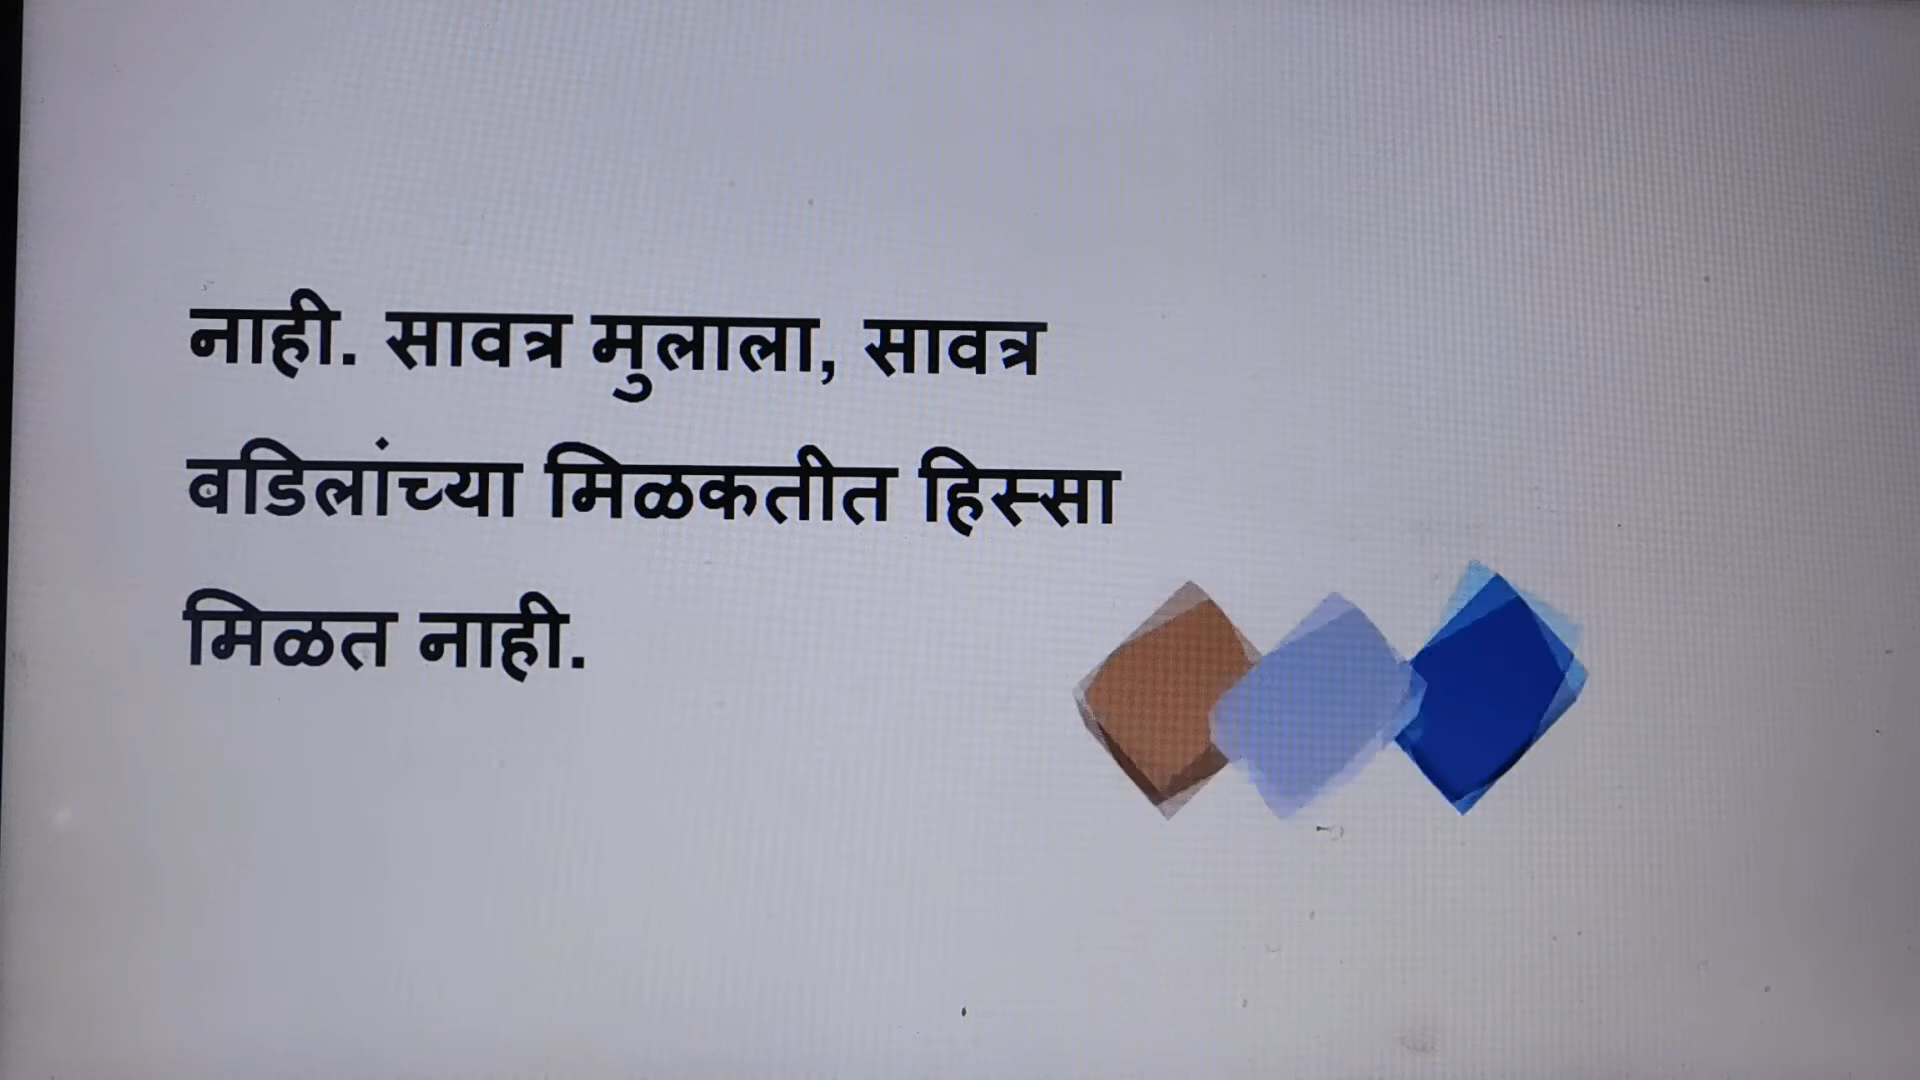 नाही. सावत्र मुलाला, सावत्र
वडिलांच्या मिळकतीत हिस्सा
मिळत नाही.